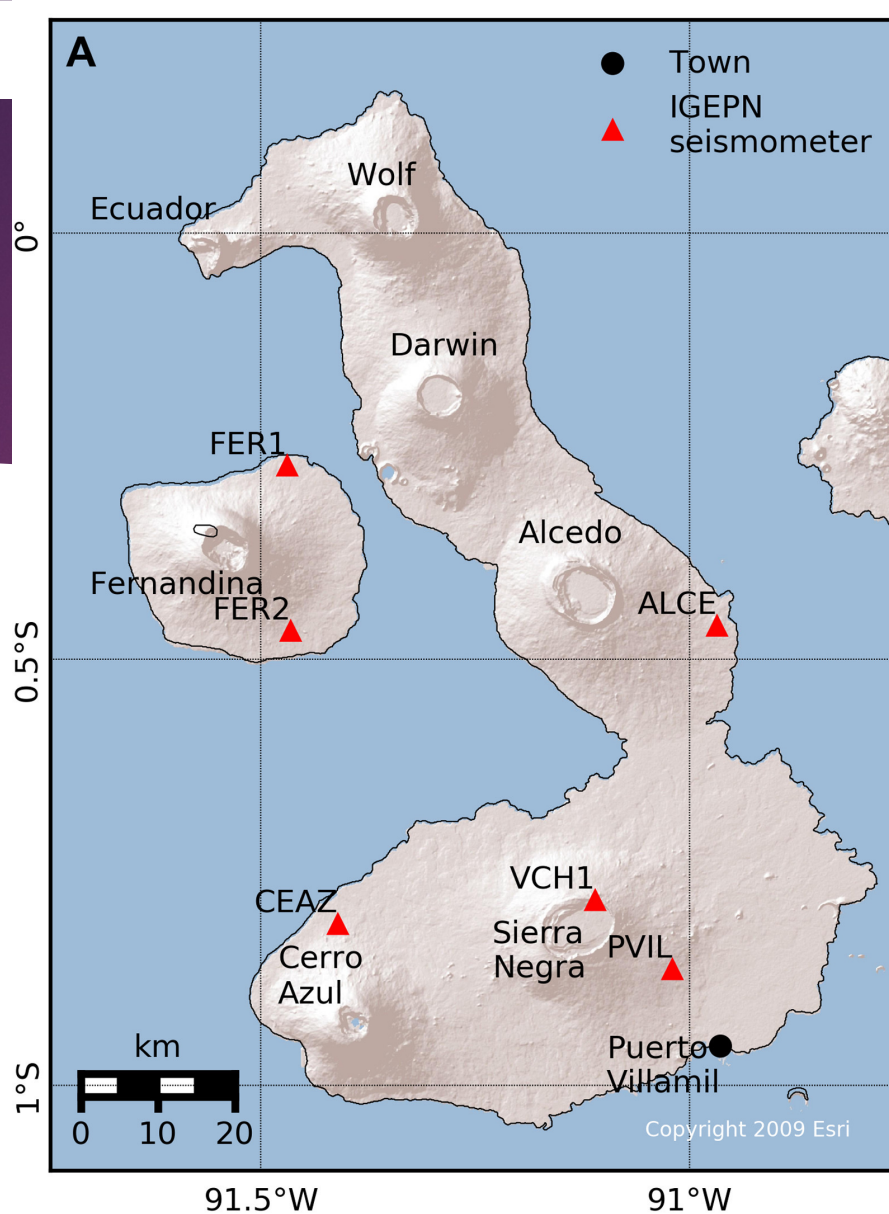 A
Town
IGEPN
seismometer
Wolf
Ecuador
0°
Darwin
FER1
Alcedo
Fernandina
FER2
ALCE
0.5°S
VCH1
CEAZ
Sierra
Negra
PVIL
Cerro
Azul
km
Puerto
Villamil
1°S
0 10 20
Copyright 2009 Esri
91.5°W 91°W